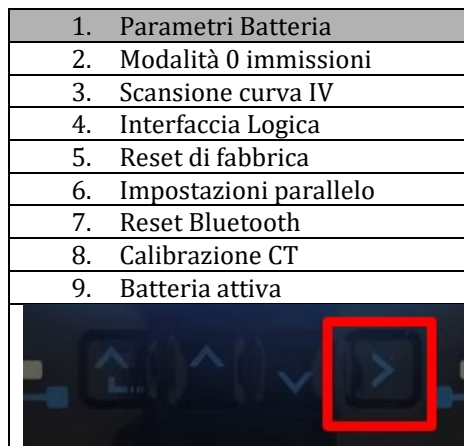 1. Parametri Batteria
2. Modalità 0 immissioni
3. Scansione curva IV
4. Interfaccia Logica
5. Reset di fabbrica
6. Impostazioni parallelo
7. Reset Bluetooth
8. Calibrazione CT
9. Batteria attiva